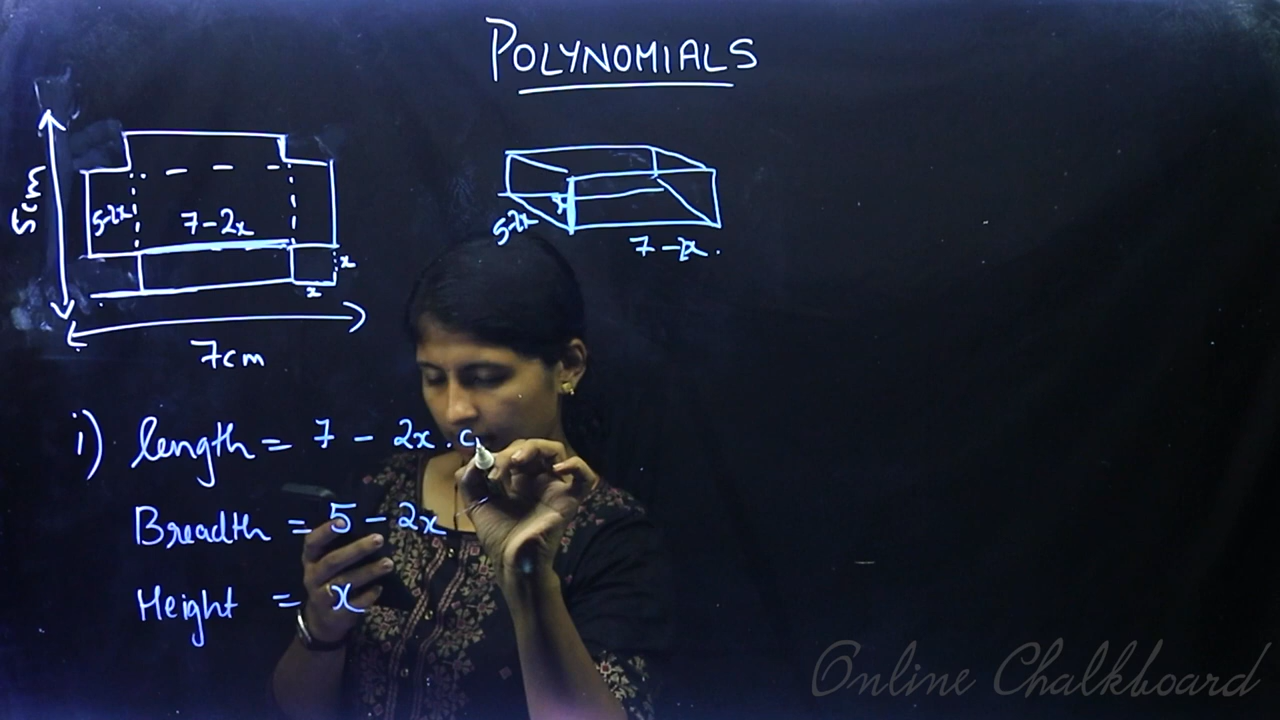 POLYNOMIALS
5cm
5-2x
7-2x
x
x
7cm
x
5-2x
7-2x.
i) length = 7 - 2x . c
Breadth = 5 - 2x
Height = x
Online Chalkboard